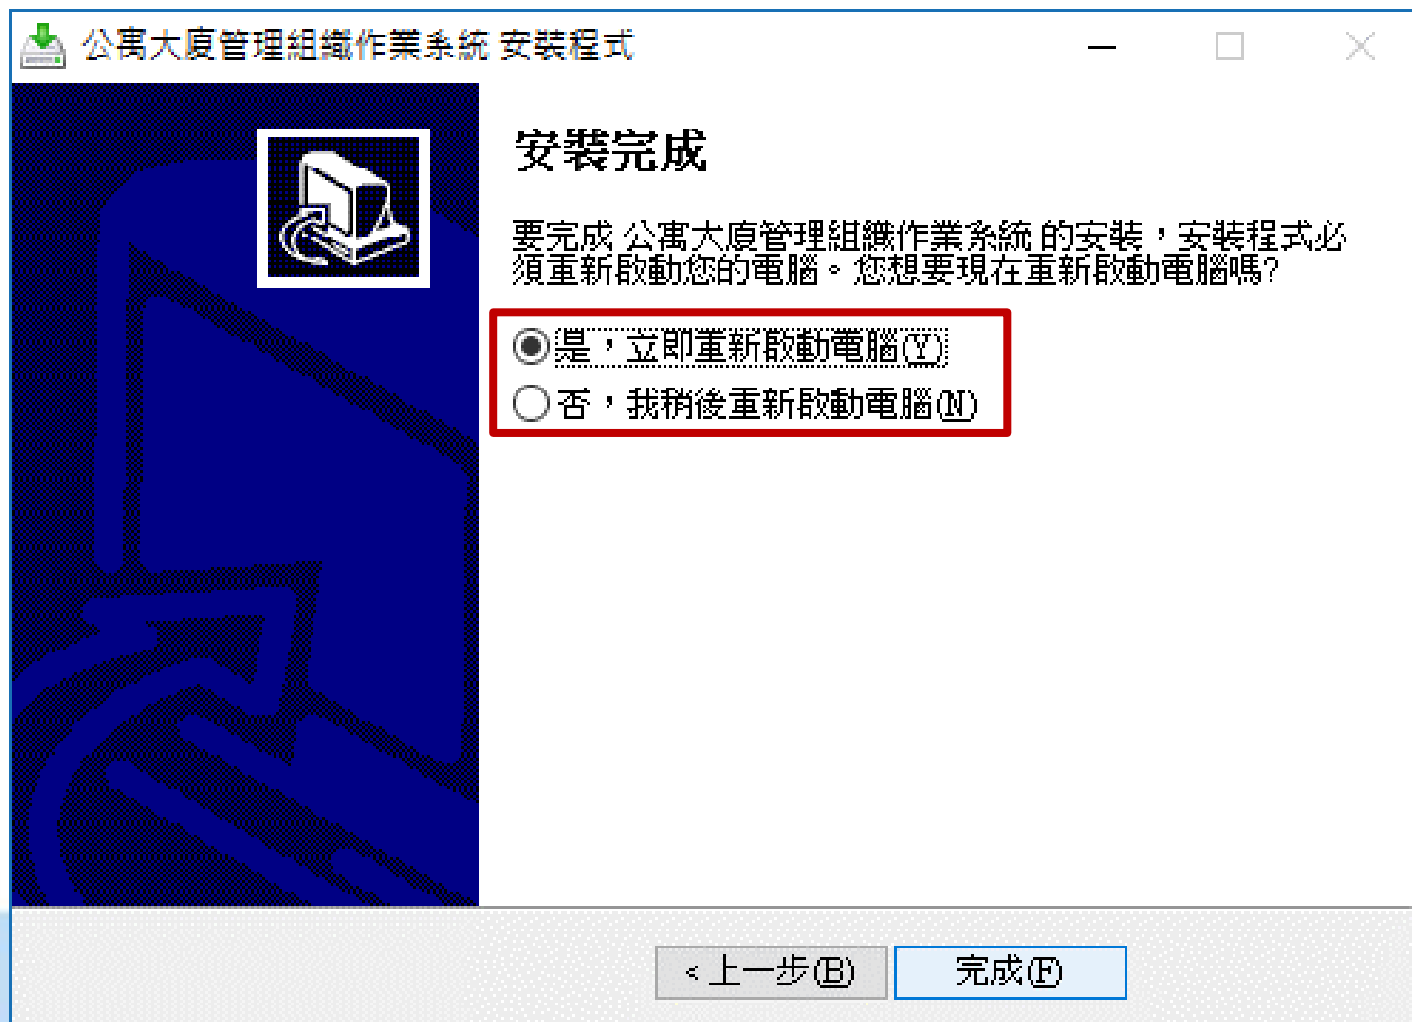 公寓大廈管理組織作業系統 安裝程式
安裝完成
要完成 公寓大廈管理組織作業系統 的安裝，安裝程式必
須重新啟動您的電腦。您想要現在重新啟動電腦嗎?
是，立即重新啟動電腦(Y)
否，我稍後重新啟動電腦(N)
< 上一步(B)
完成(F)